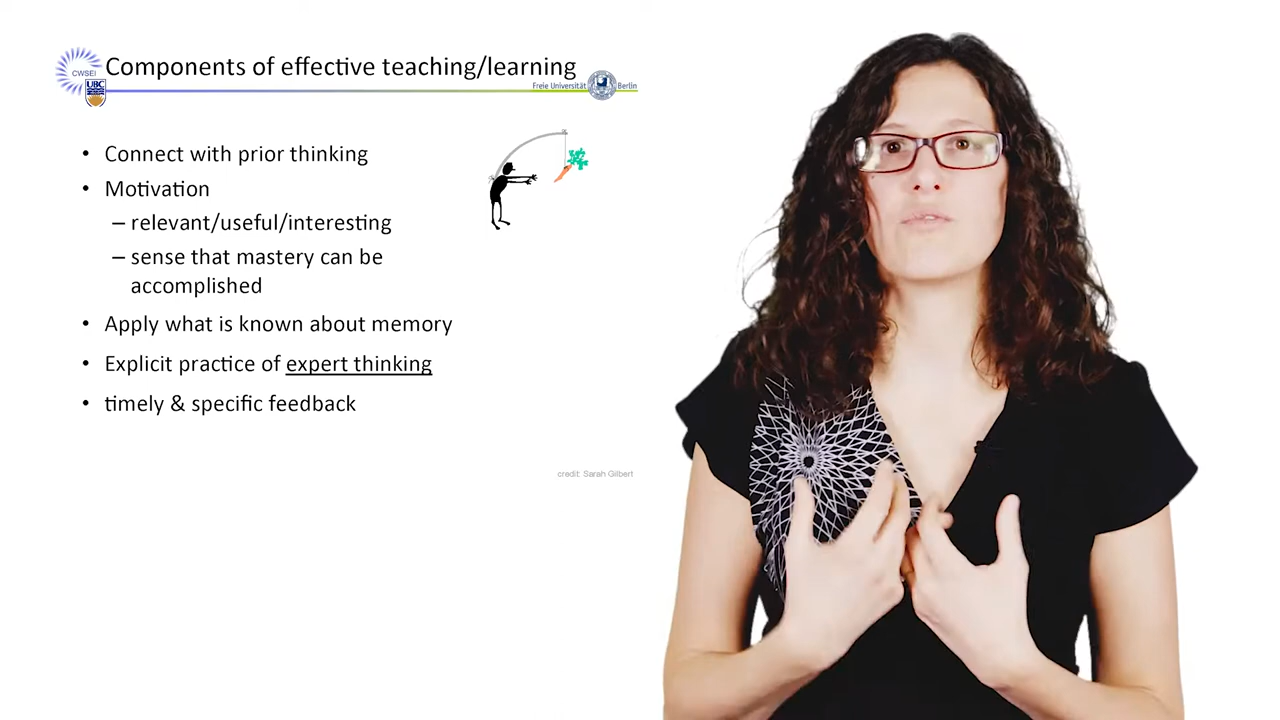 Components of effective teaching/learning
CWSEI
UBC
Freie Universität Berlin
• Connect with prior thinking
• Motivation
– relevant/useful/interesting
– sense that mastery can be
accomplished
• Apply what is known about memory
• Explicit practice of expert thinking
• timely & specific feedback
credit: Sarah Gilbert